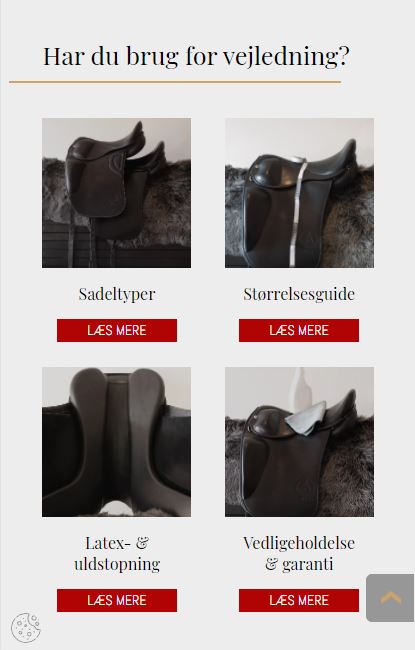 Har du brug for vejledning?
Sadeltyper
Størrelsesguide
LÆS MERE
LÆS MERE
Latex- &
uldstopning
Vedligeholdelse
& garanti
LÆS MERE
LÆS MERE